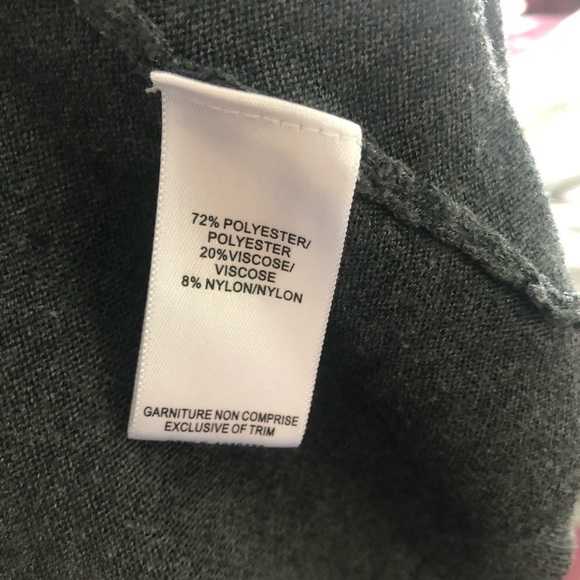 72% POLYESTER/
POLYESTER
20%VISCOSE/
VISCOSE
8% NYLON/NYLON
GARNITURE NON COMPRISE
EXCLUSIVE OF TRIM